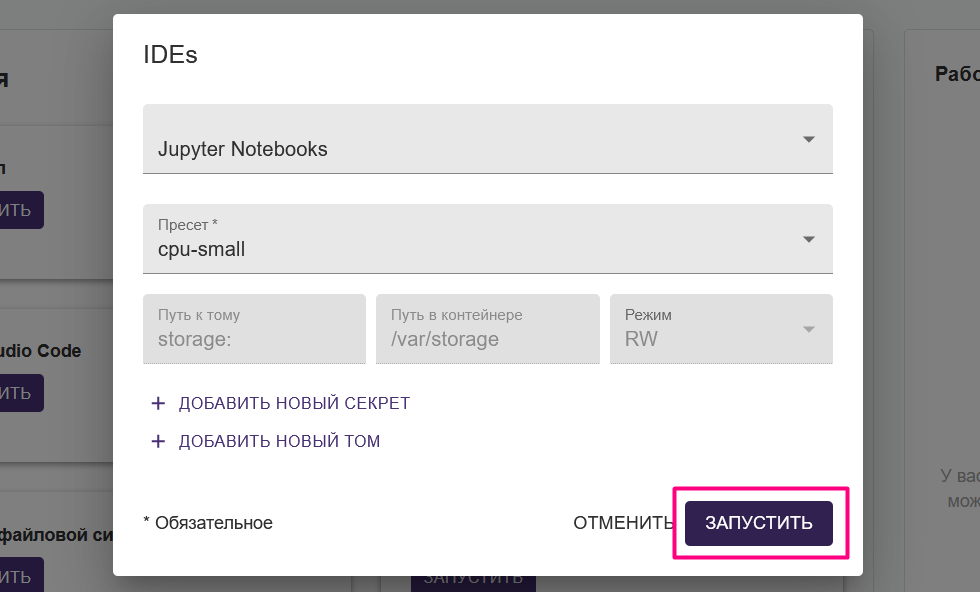 IDEs
Jupyter Notebooks
Пресет *
cpu-small
Путь к тому
storage:
Путь в контейнере
/var/storage
Режим
RW
+ ДОБАВИТЬ НОВЫЙ СЕКРЕТ
+ ДОБАВИТЬ НОВЫЙ ТОМ
* Обязательное
ОТМЕНИТЬ
ЗАПУСТИТЬ
Рабо
ИТЬ
udio Code
ИТЬ
У вас
мож
файловой си
ИТЬ
ЗАПУСТИТЬ